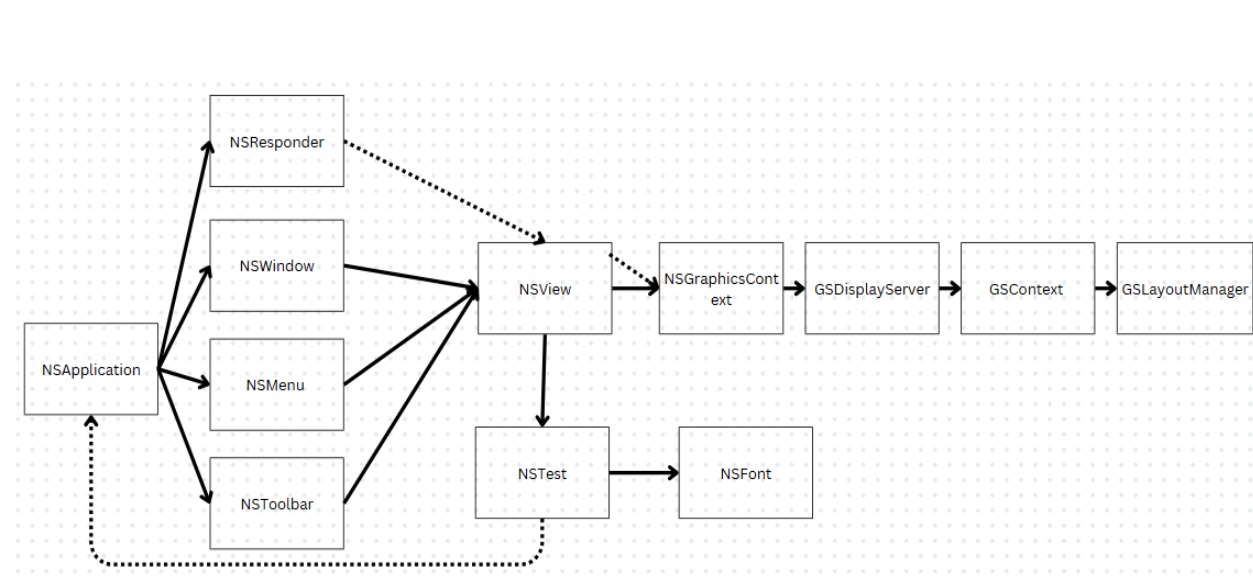 NSResponder
NSWindow
NSView
NSGraphicsCont
ext
GSDisplayServer
GSContext
GSLayoutManager
NSApplication
NSMenu
NSTest
NSFont
NSToolbar